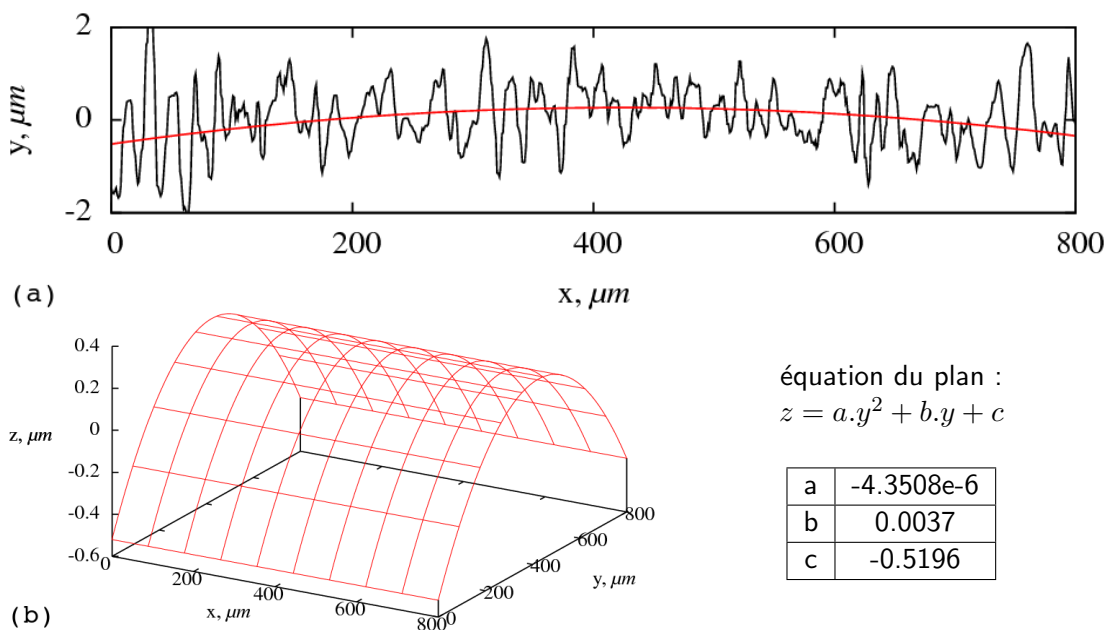 2
0
-2
y, μm
0
200
400
600
800
x, μm
(a)
0.4
0.2
0
-0.2
-0.4
-0.6
z, μm
0
200
400
600
800
x, μm
0
200
400
600
800
y, μm
(b)
équation du plan :
z = a.y² + b.y + c
a -4.3508e-6
b 0.0037
c -0.5196